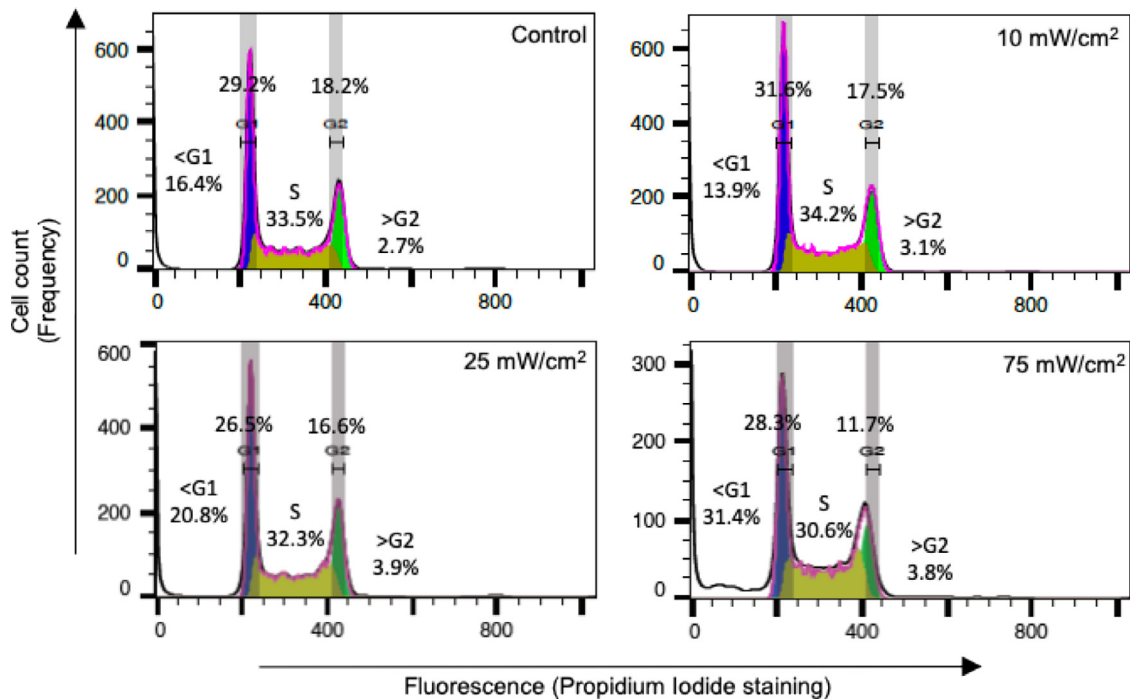 Cell count
(Frequency)
Control
600
400
200
0
29.2%
18.2%
G1
G2
<G1
16.4%
S
33.5%
>G2
2.7%
0
400
800
10 mW/cm²
600
400
200
0
31.6%
17.5%
G1
G2
<G1
13.9%
S
34.2%
>G2
3.1%
0
400
800
25 mW/cm²
600
400
200
0
26.5%
16.6%
G1
G2
<G1
20.8%
S
32.3%
>G2
3.9%
0
400
800
75 mW/cm²
300
200
100
0
28.3%
11.7%
G1
G2
<G1
31.4%
S
30.6%
>G2
3.8%
0
400
800
Fluorescence (Propidium Iodide staining)